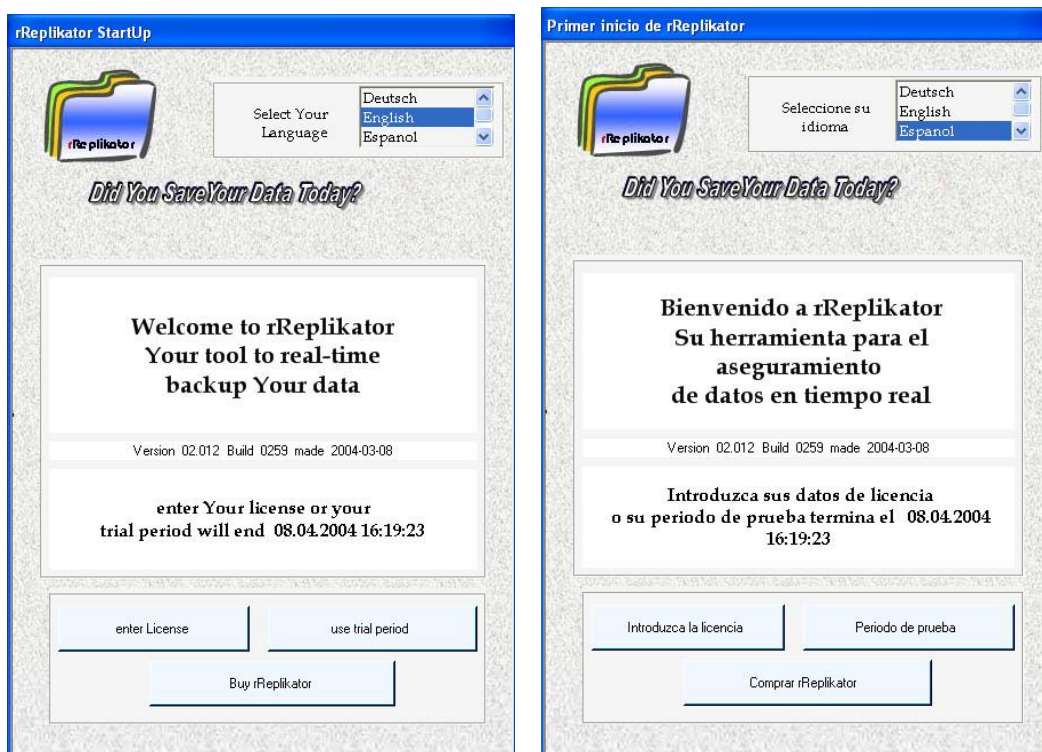 rReplikator StartUp
rReplikator
Select Your
Language
Deutsch
English
Espanol
Did You Save Your Data Today?
Welcome to rReplikator
Your tool to real-time
backup Your data
Version 02.012 Build 0259 made 2004-03-08
enter Your license or your
trial period will end 08.04.2004 16:19:23
enter License
use trial period
Buy rReplikator
Primer inicio de rReplikator
rReplikator
Seleccione su
idioma
Deutsch
English
Espanol
Did You Save Your Data Today?
Bienvenido a rReplikator
Su herramienta para el
aseguramiento
de datos en tiempo real
Version 02.012 Build 0259 made 2004-03-08
Introduzca sus datos de licencia
o su periodo de prueba termina el 08.04.2004
16:19:23
Introduzca la licencia
Periodo de prueba
Comprar rReplikator